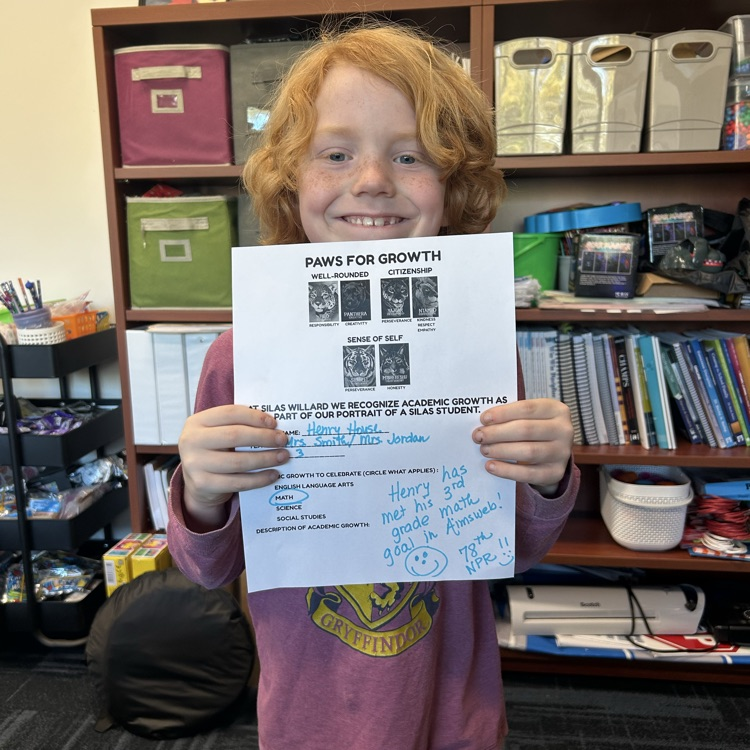 PAWS FOR GROWTH
WELL-ROUNDED CITIZENSHIP
PANTHERA
RESPONSIBILITY CREATIVITY PERSEVERANCE KINDNESS
RESPECT
EMPATHY
SENSE OF SELF
PERSEVERANCE HONESTY
AT SILAS WILLARD WE RECOGNIZE ACADEMIC GROWTH AS
PART OF OUR PORTRAIT OF A SILAS STUDENT.
NAME: Henry House
Mrs. Smith / Mrs. Jordan
3
IC GROWTH TO CELEBRATE (CIRCLE WHAT APPLIES):
ENGLISH LANGUAGE ARTS
MATH
SCIENCE
SOCIAL STUDIES
DESCRIPTION OF ACADEMIC GROWTH:
Henry has
met his 3rd
grade math
goal in Aimsweb!
78th
NPR!!
GRYFFINDOR